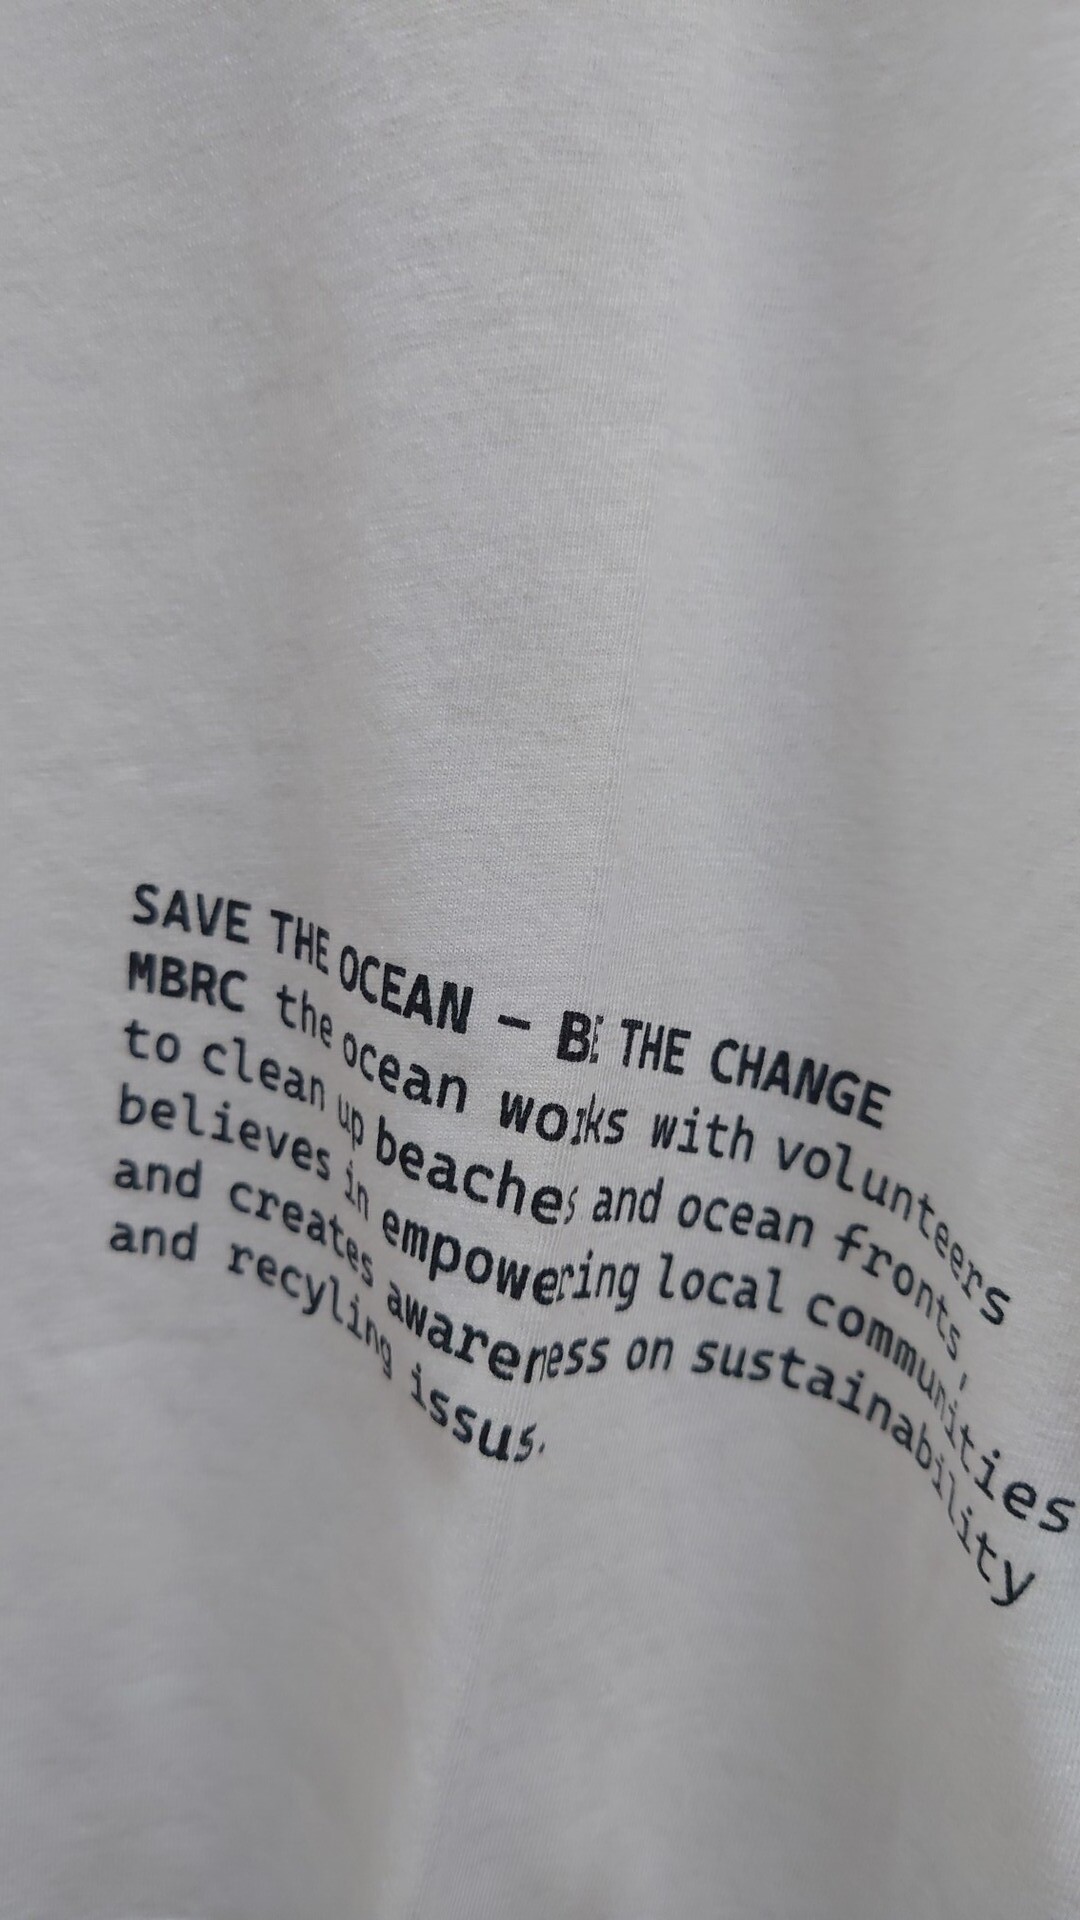 SAVE THE OCEAN – BE THE CHANGE
MBRC the ocean works with volunteers
to clean up beaches and ocean fronts,
believes in empowering local communities
and creates awareness on sustainability
and recyling issus.